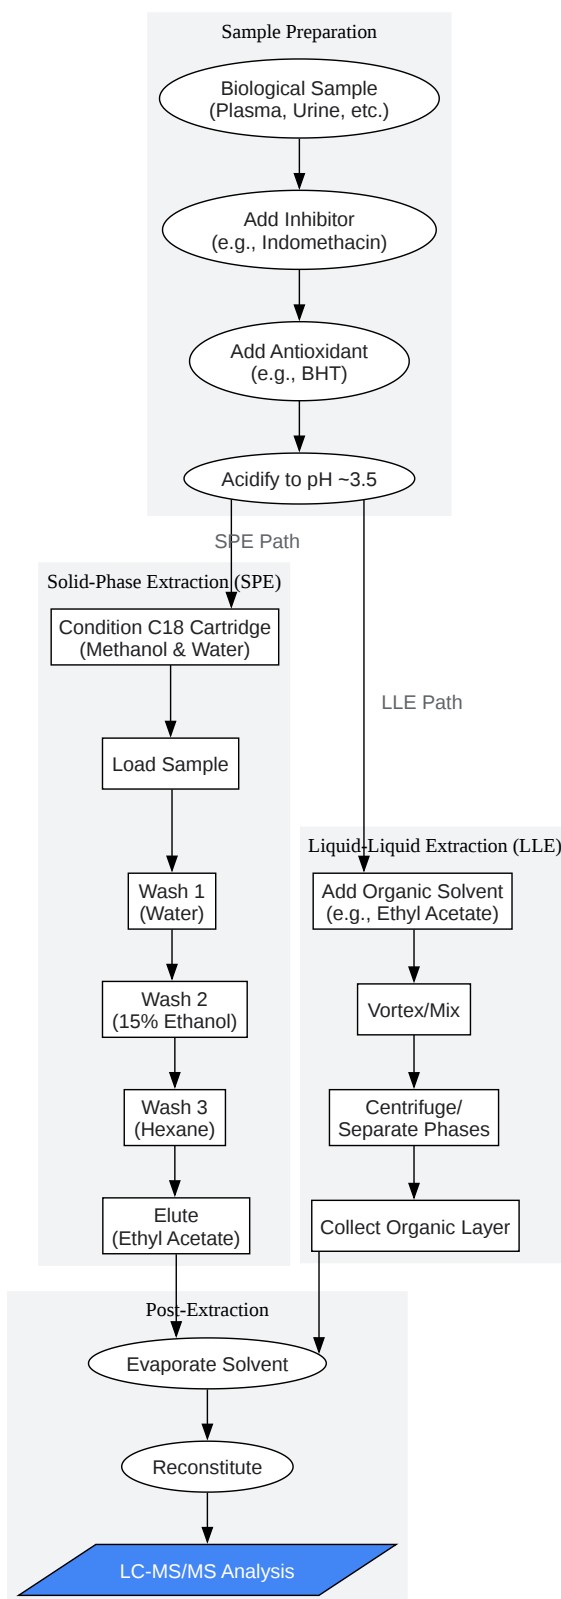 Sample Preparation
Biological Sample
(Plasma, Urine, etc.)
Add Inhibitor
(e.g., Indomethacin)
Add Antioxidant
(e.g., BHT)
Acidify to pH ~3.5
SPE Path
Solid-Phase Extraction (SPE)
Condition C18 Cartridge
(Methanol & Water)
Load Sample
Wash 1
(Water)
Wash 2
(15% Ethanol)
Wash 3
(Hexane)
Elute
(Ethyl Acetate)
LLE Path
Liquid-Liquid Extraction (LLE)
Add Organic Solvent
(e.g., Ethyl Acetate)
Vortex/Mix
Centrifuge/
Separate Phases
Collect Organic Layer
Post-Extraction
Evaporate Solvent
Reconstitute
LC-MS/MS Analysis